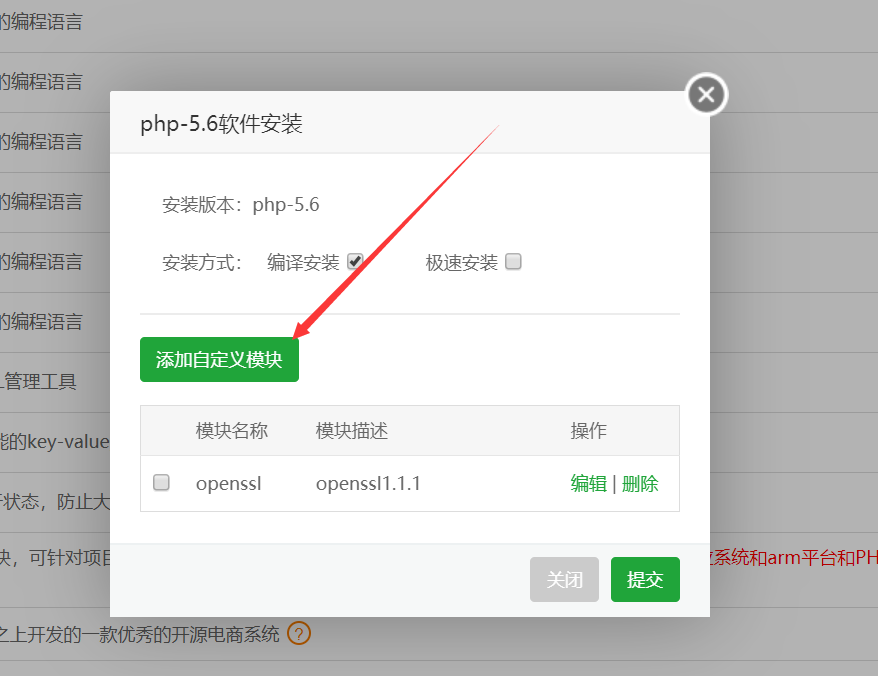 的编程语言
的编程语言
php-5.6软件安装
的编程语言
的编程语言
安装版本：php-5.6
的编程语言
安装方式： 编译安装 极速安装
的编程语言
管理工具
添加自定义模块
能的key-value
模块名称 模块描述 操作
openssl openssl1.1.1 编辑 | 删除
状态，防止大
块，可针对项目
系统和arm平台和PH
关闭 提交
之上开发的一款优秀的开源电商系统 ?